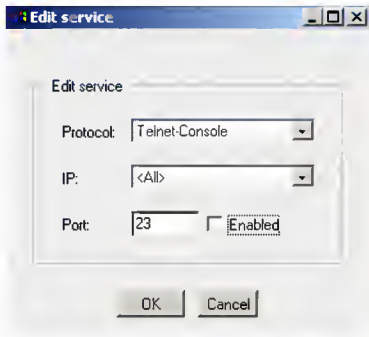 Edit service
Edit service
Protocol: Telnet-Console
IP: <All>
Port: 23 Enabled
OK Cancel